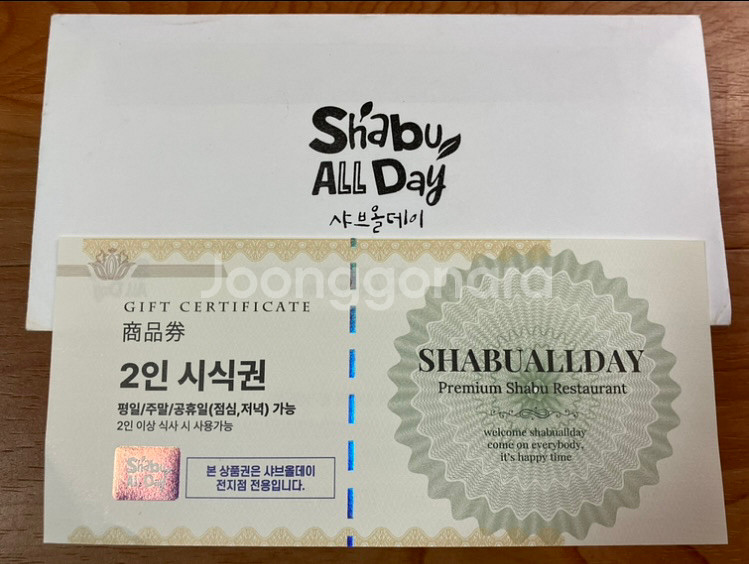 Shabu
ALL Day
샤브올데이
Joonggonara
GIFT CERTIFICATE
商品券
2인 시식권
평일/주말/공휴일(점심,저녁) 가능
2인 이상 식사 시 사용가능
Shabu
ALL Day
본 상품권은 샤브올데이
전지점 전용입니다.
SHABUALLDAY
Premium Shabu Restaurant
welcome shabuallday
come on everybody,
it's happy time